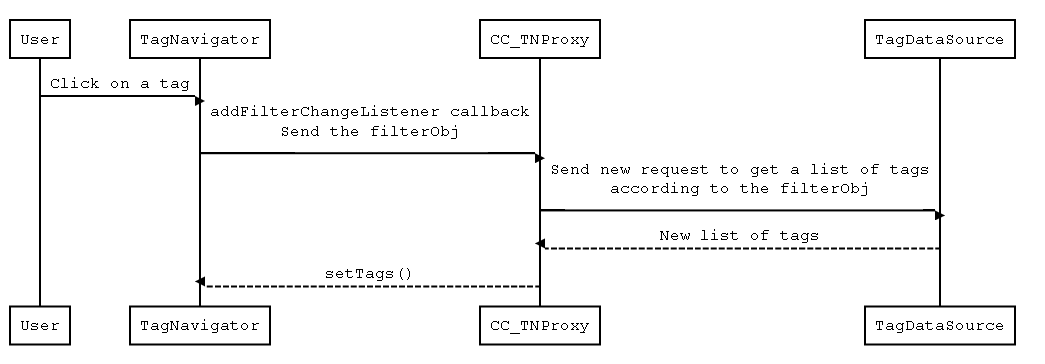 User
TagNavigator
CC_TNProxy
TagDataSource
Click on a tag
addFilterChangeListener callback
Send the filterObj
Send new request to get a list of tags
according to the filterObj
New list of tags
setTags()
User
TagNavigator
CC_TNProxy
TagDataSource